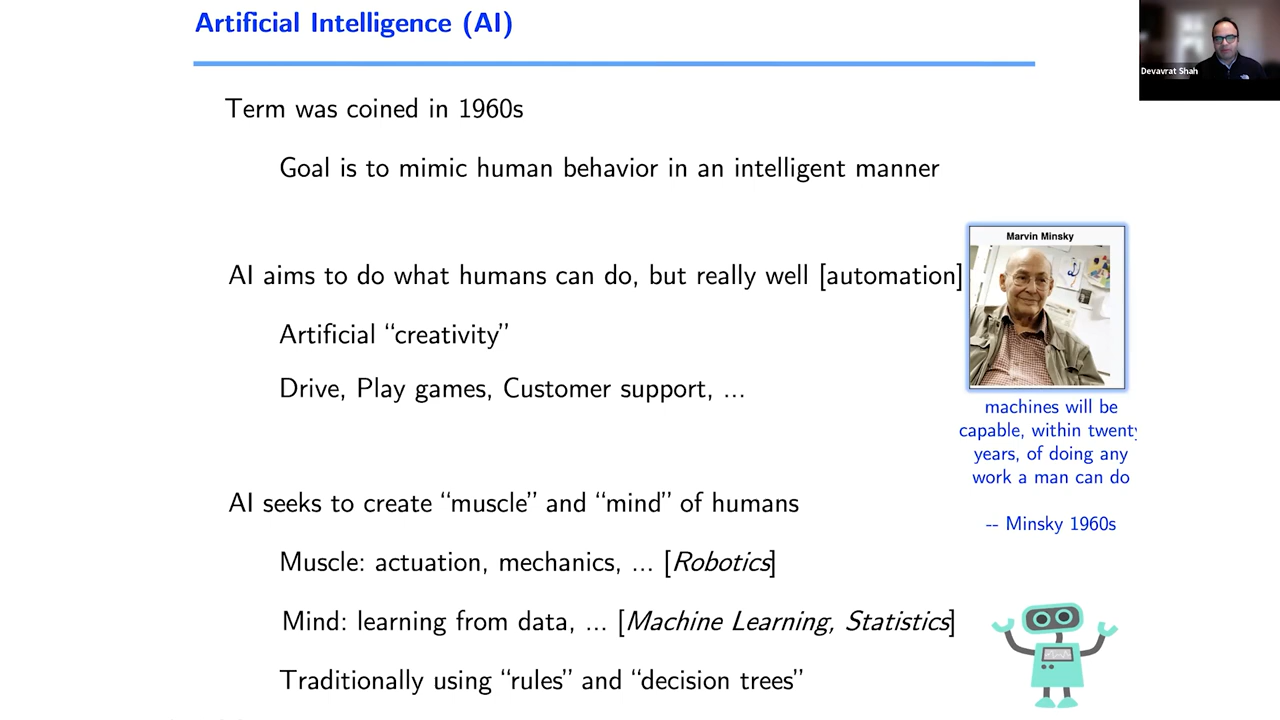 Artificial Intelligence (AI)
Devavrat Shah
Term was coined in 1960s
Goal is to mimic human behavior in an intelligent manner
Marvin Minsky
AI aims to do what humans can do, but really well [automation]
Artificial “creativity”
Drive, Play games, Customer support, ...
machines will be
capable, within twenty
years, of doing any
work a man can do
-- Minsky 1960s
AI seeks to create “muscle” and “mind” of humans
Muscle: actuation, mechanics, ... [Robotics]
Mind: learning from data, ... [Machine Learning, Statistics]
Traditionally using “rules” and “decision trees”